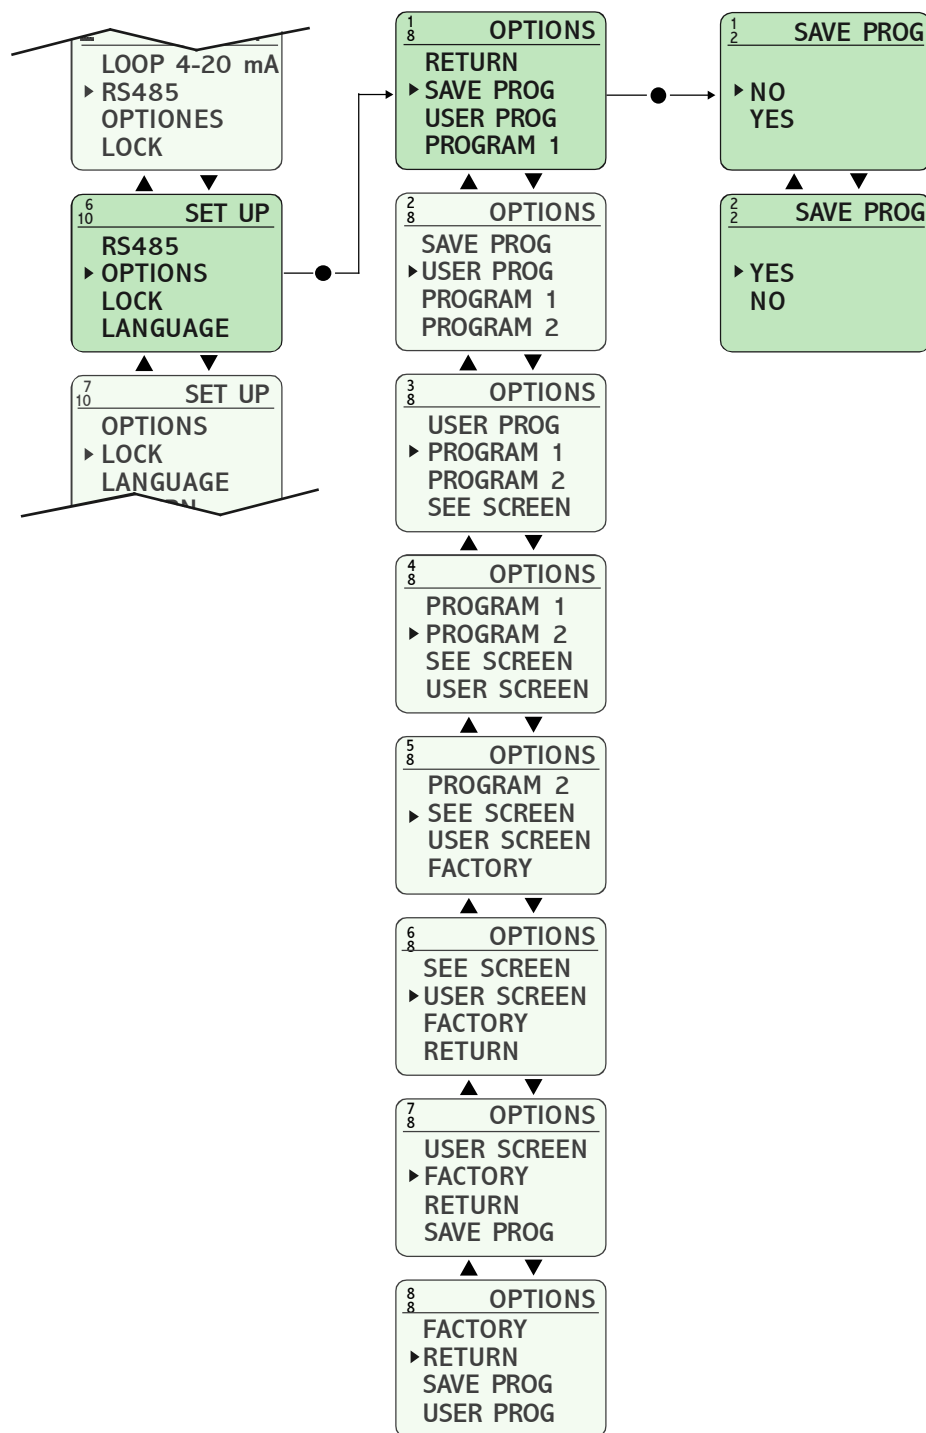 LOOP 4-20 mA
RS485
OPTIONES
LOCK
6
10
SET UP
RS485
OPTIONS
LOCK
LANGUAGE
7
10
SET UP
OPTIONS
LOCK
LANGUAGE
1
8
OPTIONS
RETURN
SAVE PROG
USER PROG
PROGRAM 1
2
8
OPTIONS
SAVE PROG
USER PROG
PROGRAM 1
PROGRAM 2
3
8
OPTIONS
USER PROG
PROGRAM 1
PROGRAM 2
SEE SCREEN
4
8
OPTIONS
PROGRAM 1
PROGRAM 2
SEE SCREEN
USER SCREEN
5
8
OPTIONS
PROGRAM 2
SEE SCREEN
USER SCREEN
FACTORY
6
8
OPTIONS
SEE SCREEN
USER SCREEN
FACTORY
RETURN
7
8
OPTIONS
USER SCREEN
FACTORY
RETURN
SAVE PROG
8
8
OPTIONS
FACTORY
RETURN
SAVE PROG
USER PROG
1
2
SAVE PROG
NO
YES
2
2
SAVE PROG
YES
NO